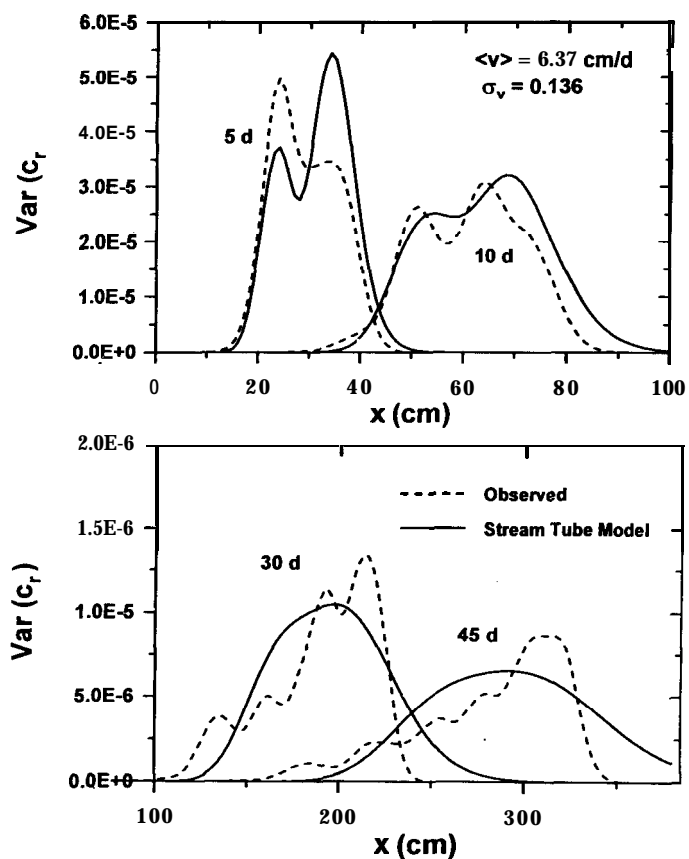 6.0E-5
5.0E-5
4.0E-5
3.0E-5
2.0E-5
1.0E-5
0.0E+0
Var (c_r
<v> = 6.37 cm/d
σ_v = 0.136
5 d
10 d
0 20 40 60 80 100
x (cm)
2.0E-6
1.5E-6
1.0E-5
5.0E-6
0.0E+0
Var (c_r)
Observed
Stream Tube Model
30 d
45 d
100 200 300
x (cm)